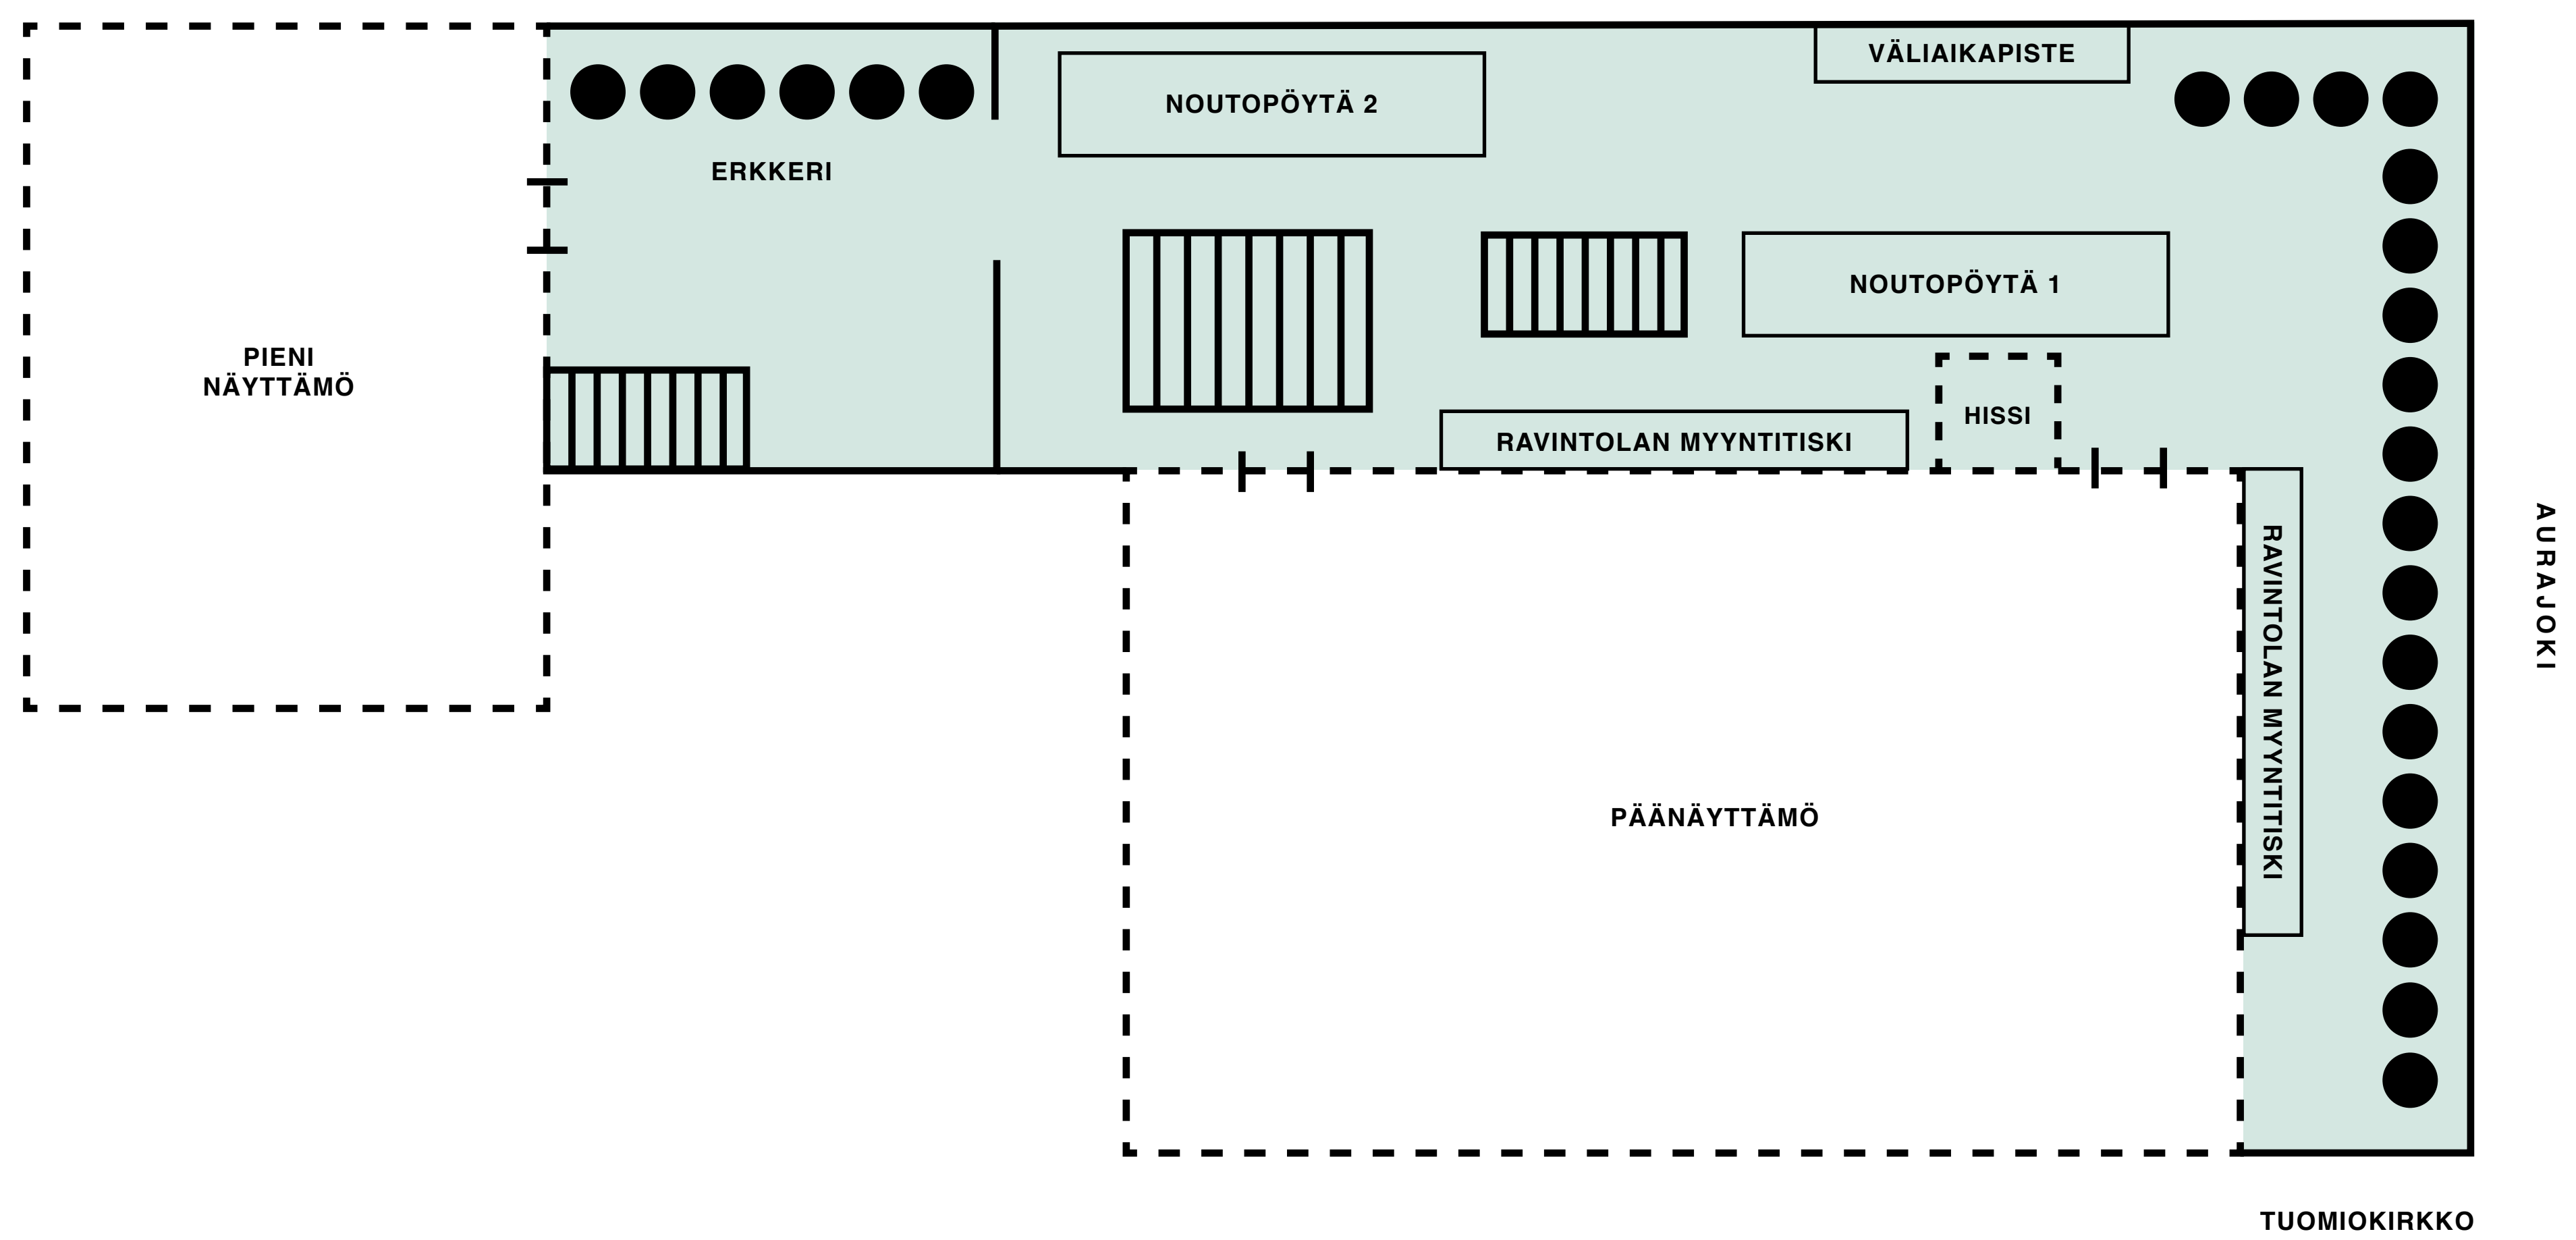 VÄLIAIKAPISTE
NOUTOPÖYTÄ 2
ERKKERI
NOUTOPÖYTÄ 1
PIENI
NÄYTTÄMÖ
HISSI
RAVINTOLAN MYYNTITISKI
RAVINTOLAN MYYNTITISKI
AURAJOKI
PÄÄNÄYTTÄMÖ
TUOMIOKIRKKO